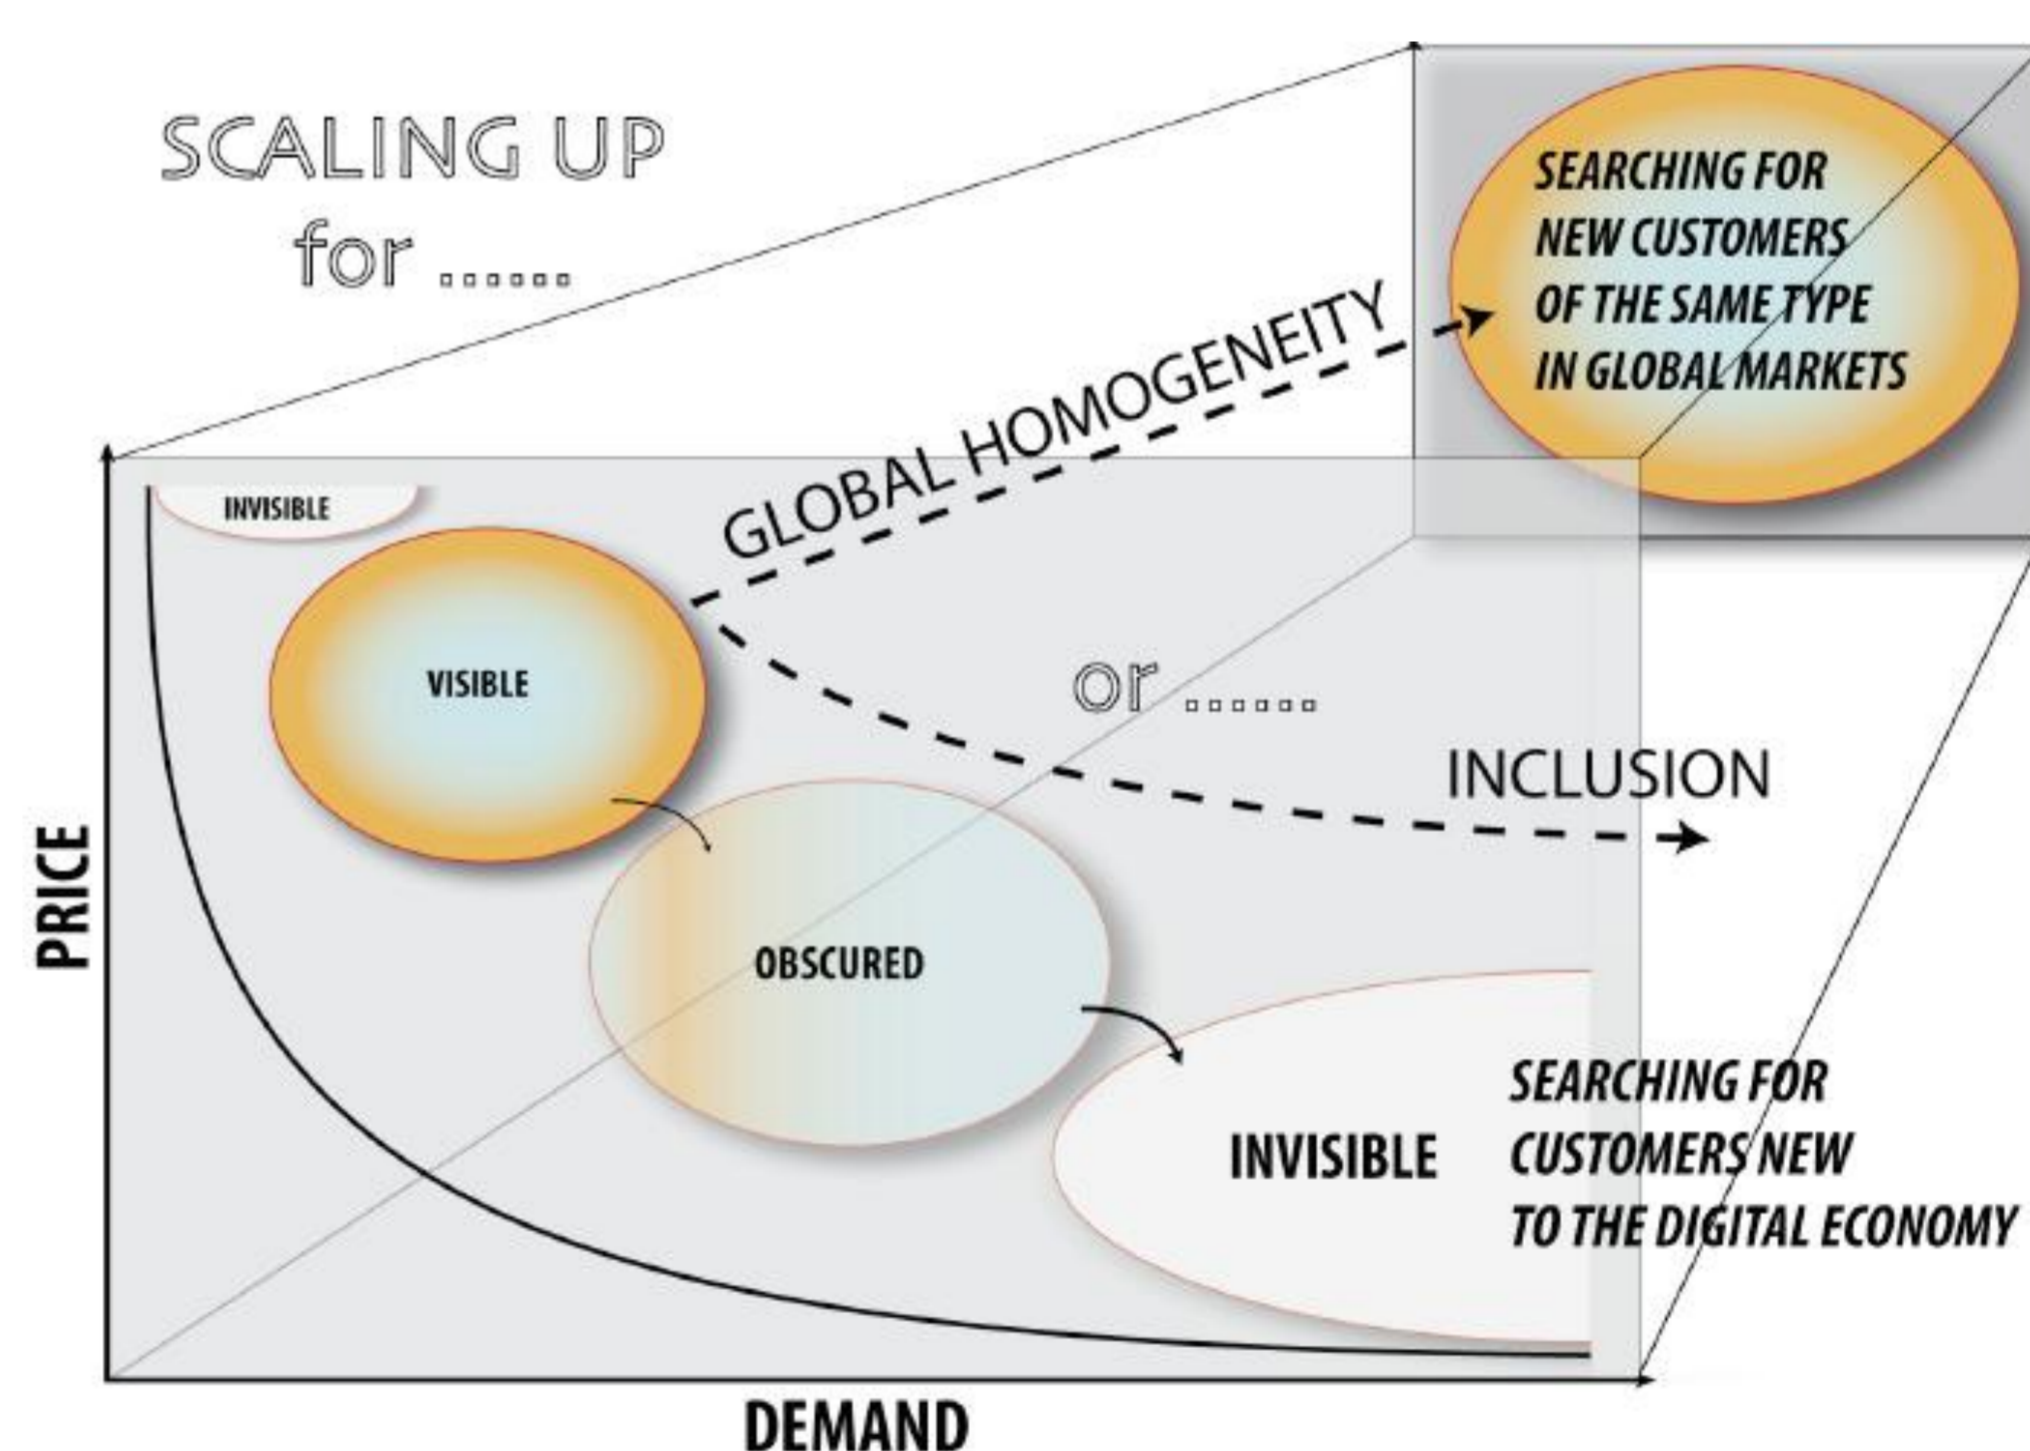 SCALING UP
for ......
SEARCHING FOR
NEW CUSTOMERS
OF THE SAME TYPE
IN GLOBAL MARKETS
GLOBAL HOMOGENEITY
INVISIBLE
VISIBLE
or ......
INCLUSION
OBSCURED
INVISIBLE
SEARCHING FOR
CUSTOMERS NEW
TO THE DIGITAL ECONOMY
PRICE
DEMAND